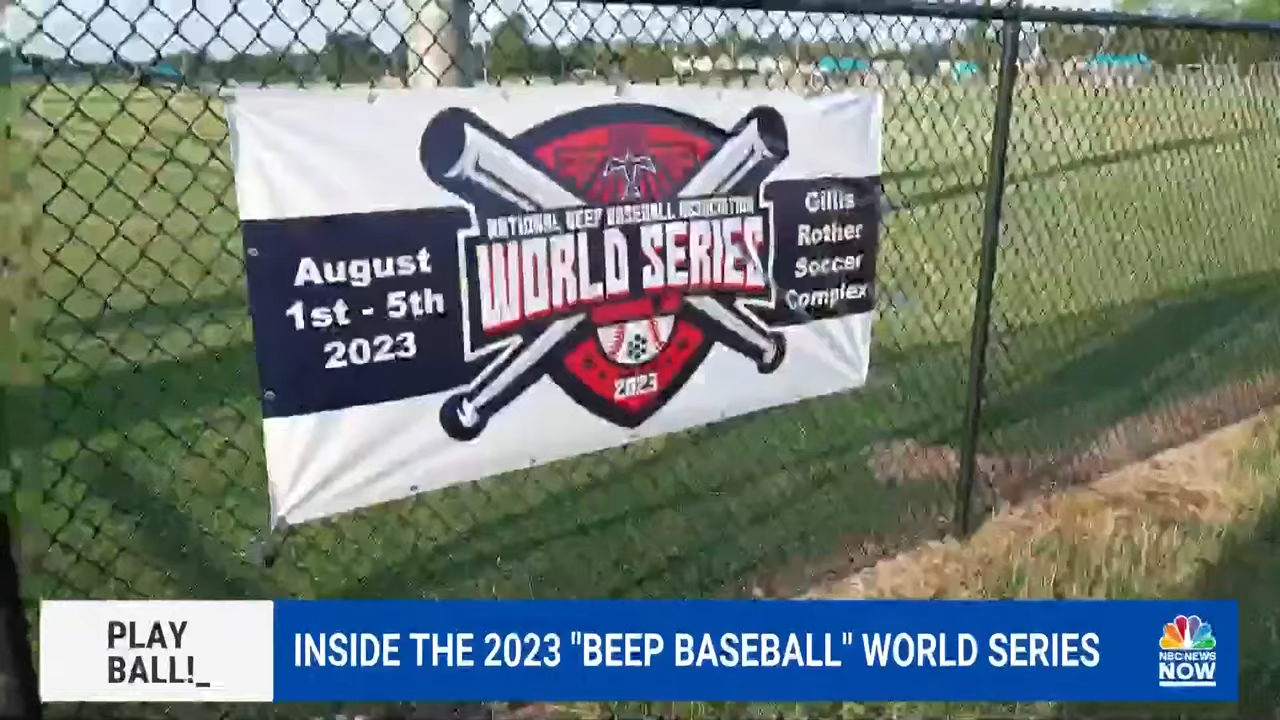 August
1st - 5th
2023
NATIONAL BEEP BASEBALL ASSOCIATION
WORLD SERIES
2023
Gillis
Rother
Soccer
Complex
PLAY
BALL!_
INSIDE THE 2023 "BEEP BASEBALL" WORLD SERIES
NBC NEWS
NOW